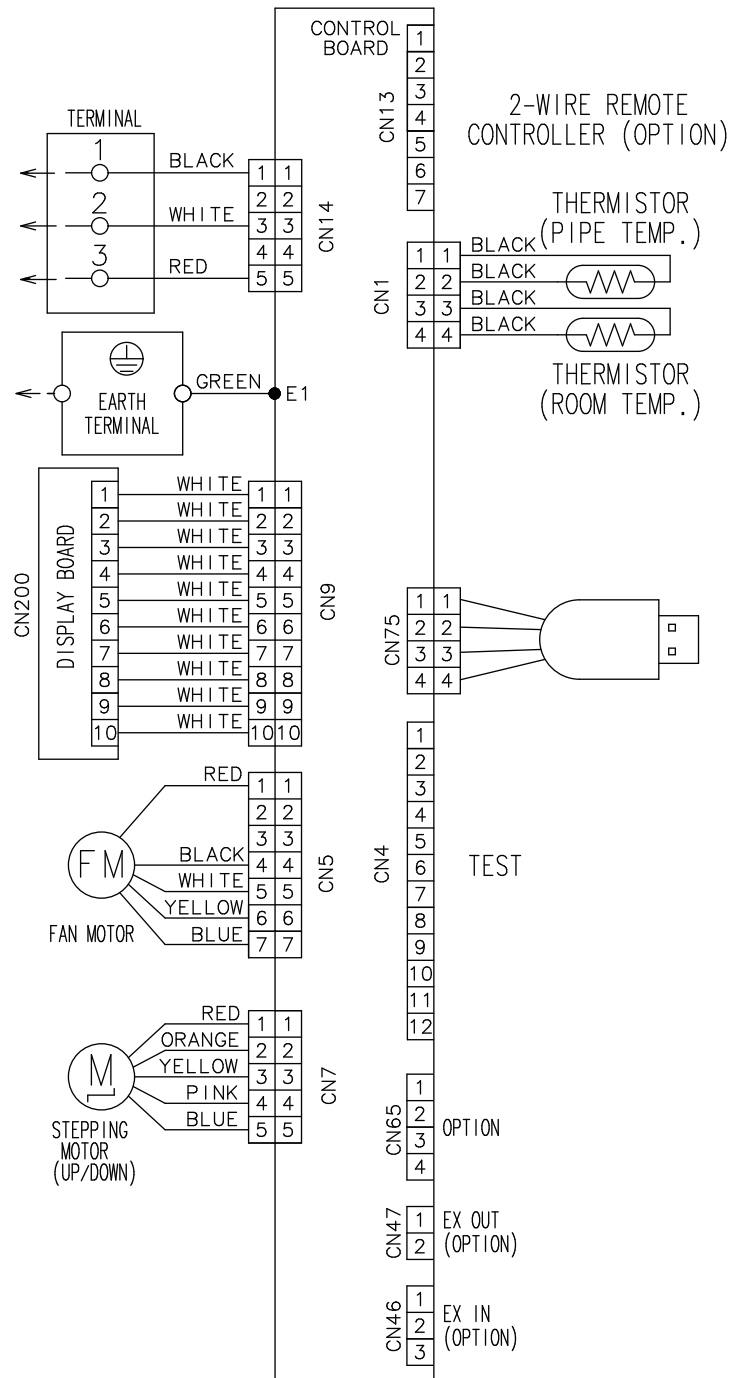 CONTROL
BOARD
CN13
1
2
3
4
5
6
7
2-WIRE REMOTE
CONTROLLER (OPTION)
TERMINAL
1
2
3
BLACK
WHITE
RED
1 1
2 2
3 3
4 4
5 5
CN14
THERMISTOR
(PIPE TEMP.)
CN1
1 1
2 2
3 3
4 4
BLACK
BLACK
BLACK
BLACK
THERMISTOR
(ROOM TEMP.)
EARTH
TERMINAL
GREEN
E1
CN200
DISPLAY BOARD
1
2
3
4
5
6
7
8
9
10
WHITE
WHITE
WHITE
WHITE
WHITE
WHITE
WHITE
WHITE
WHITE
WHITE
1 1
2 2
3 3
4 4
5 5
6 6
7 7
8 8
9 9
10 10
CN9
CN75
1 1
2 2
3 3
4 4
FM
FAN MOTOR
RED
BLACK
WHITE
YELLOW
BLUE
1 1
2 2
3 3
4 4
5 5
6 6
7 7
CN5
CN4
1
2
3
4
5
6
7
8
9
10
11
12
TEST
M
STEPPING
MOTOR
(UP/DOWN)
RED
ORANGE
YELLOW
PINK
BLUE
1 1
2 2
3 3
4 4
5 5
CN7
CN65
1
2
3
4
OPTION
CN47
1
2
EX OUT
(OPTION)
CN46
1
2
3
EX IN
(OPTION)